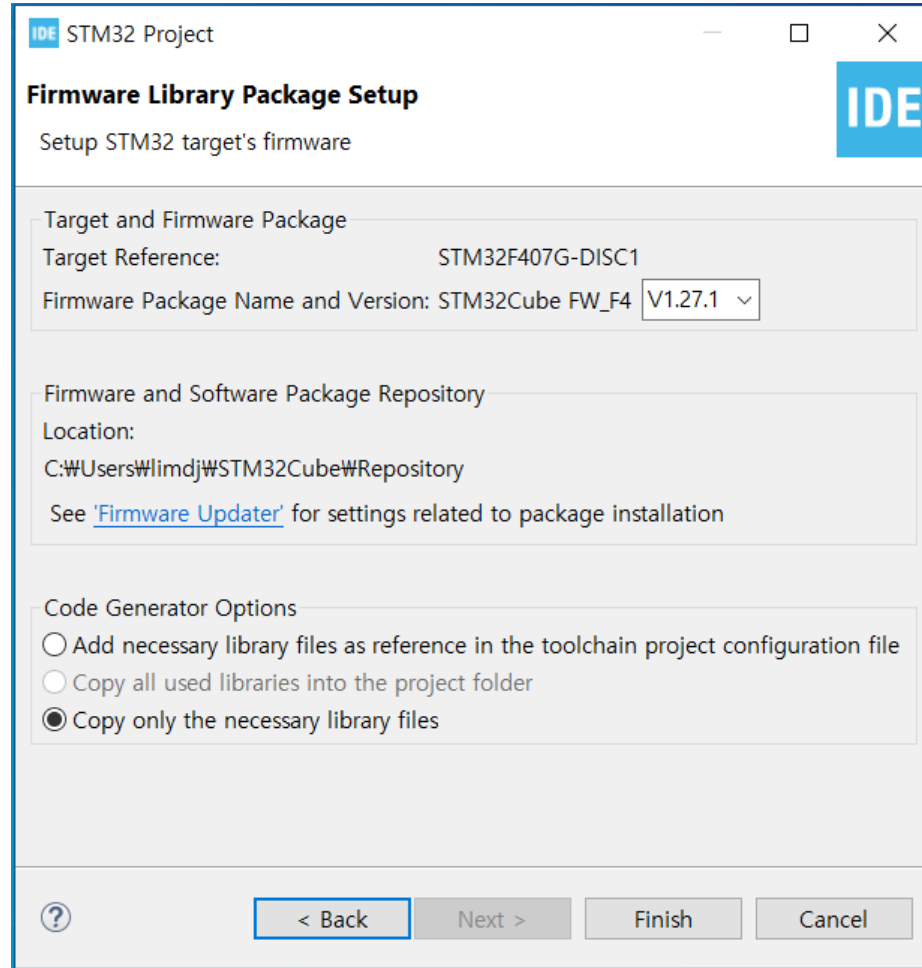 IDE STM32 Project
Firmware Library Package Setup
IDE
Setup STM32 target's firmware
Target and Firmware Package
Target Reference: STM32F407G-DISC1
Firmware Package Name and Version: STM32Cube FW_F4 V1.27.1
Firmware and Software Package Repository
Location:
C:₩Users₩limdj₩STM32Cube₩Repository
See 'Firmware Updater' for settings related to package installation
Code Generator Options
Add necessary library files as reference in the toolchain project configuration file
Copy all used libraries into the project folder
Copy only the necessary library files
? < Back Next > Finish Cancel